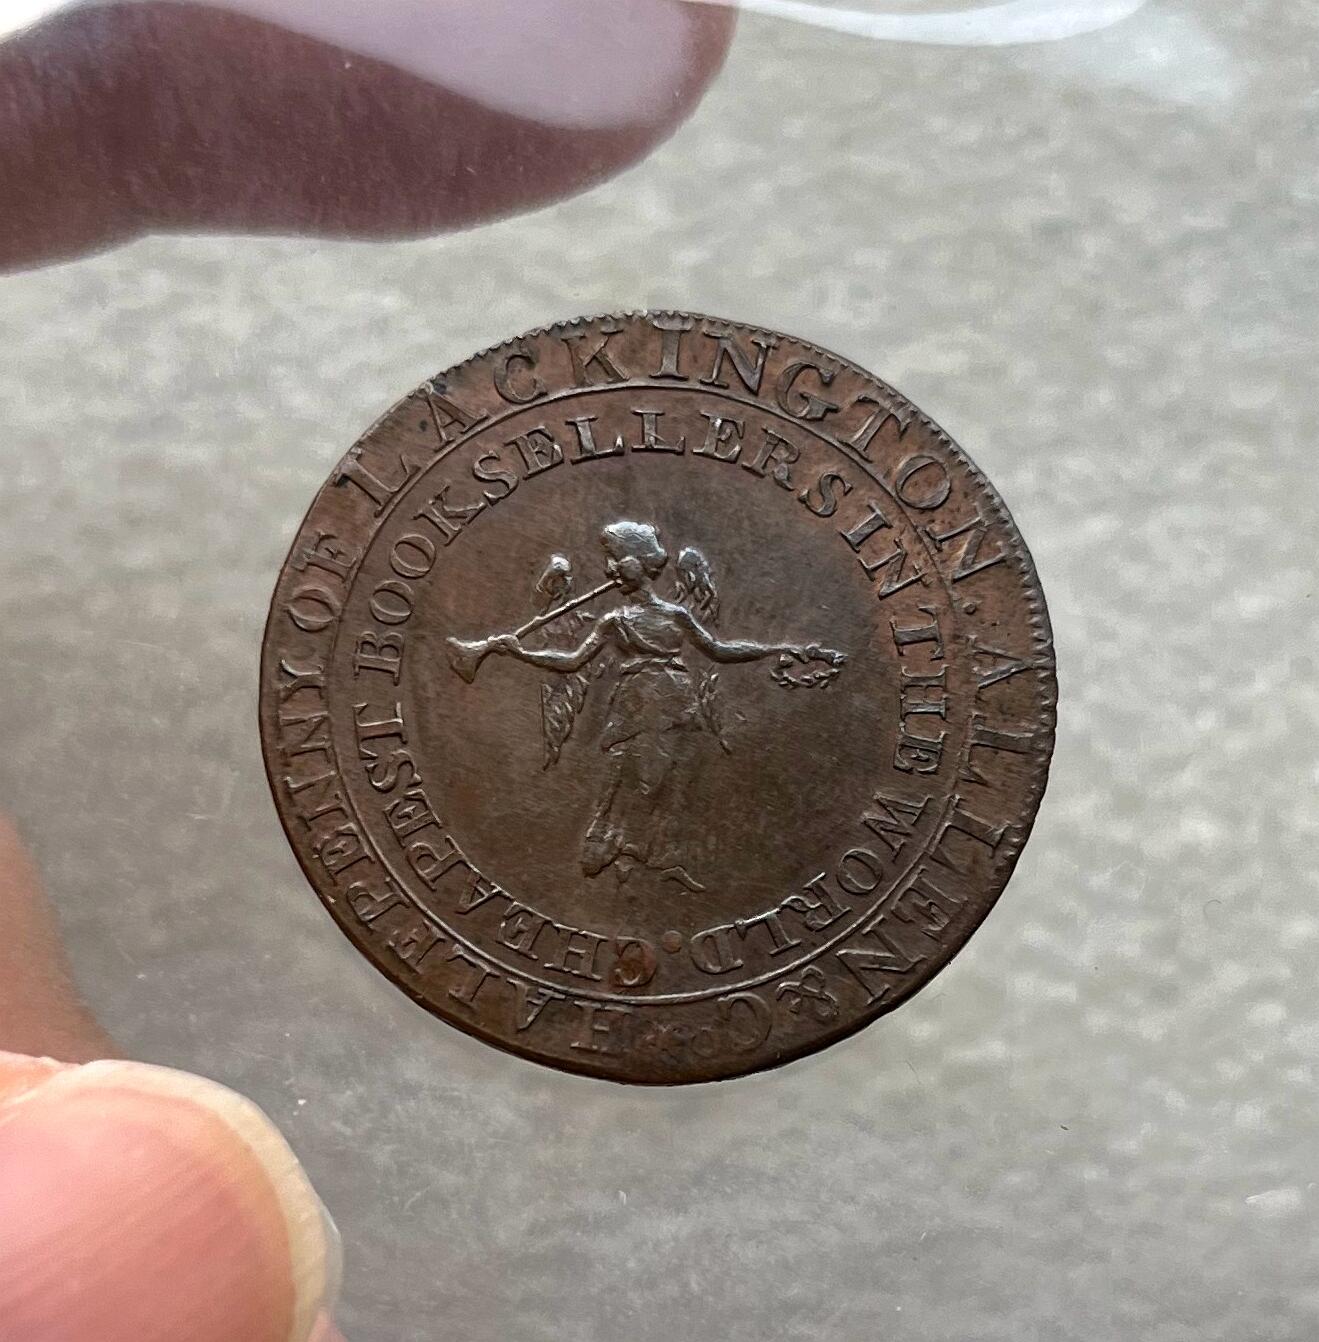 HALFPENNY OF LACKINGTON. ALLEN & Co.
CHEAPEST BOOKSELLERS IN THE WORLD.